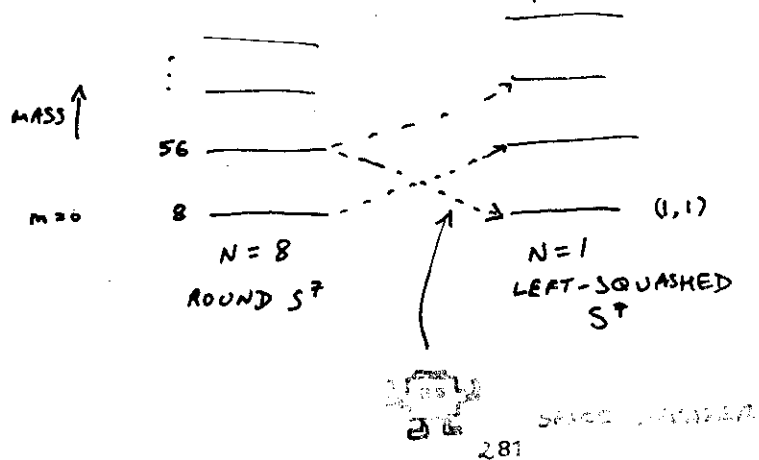 MASS
56
m=0 8 (1,1)
N=8 N=1
ROUND S⁷ LEFT-SQUASHED
S⁷
281